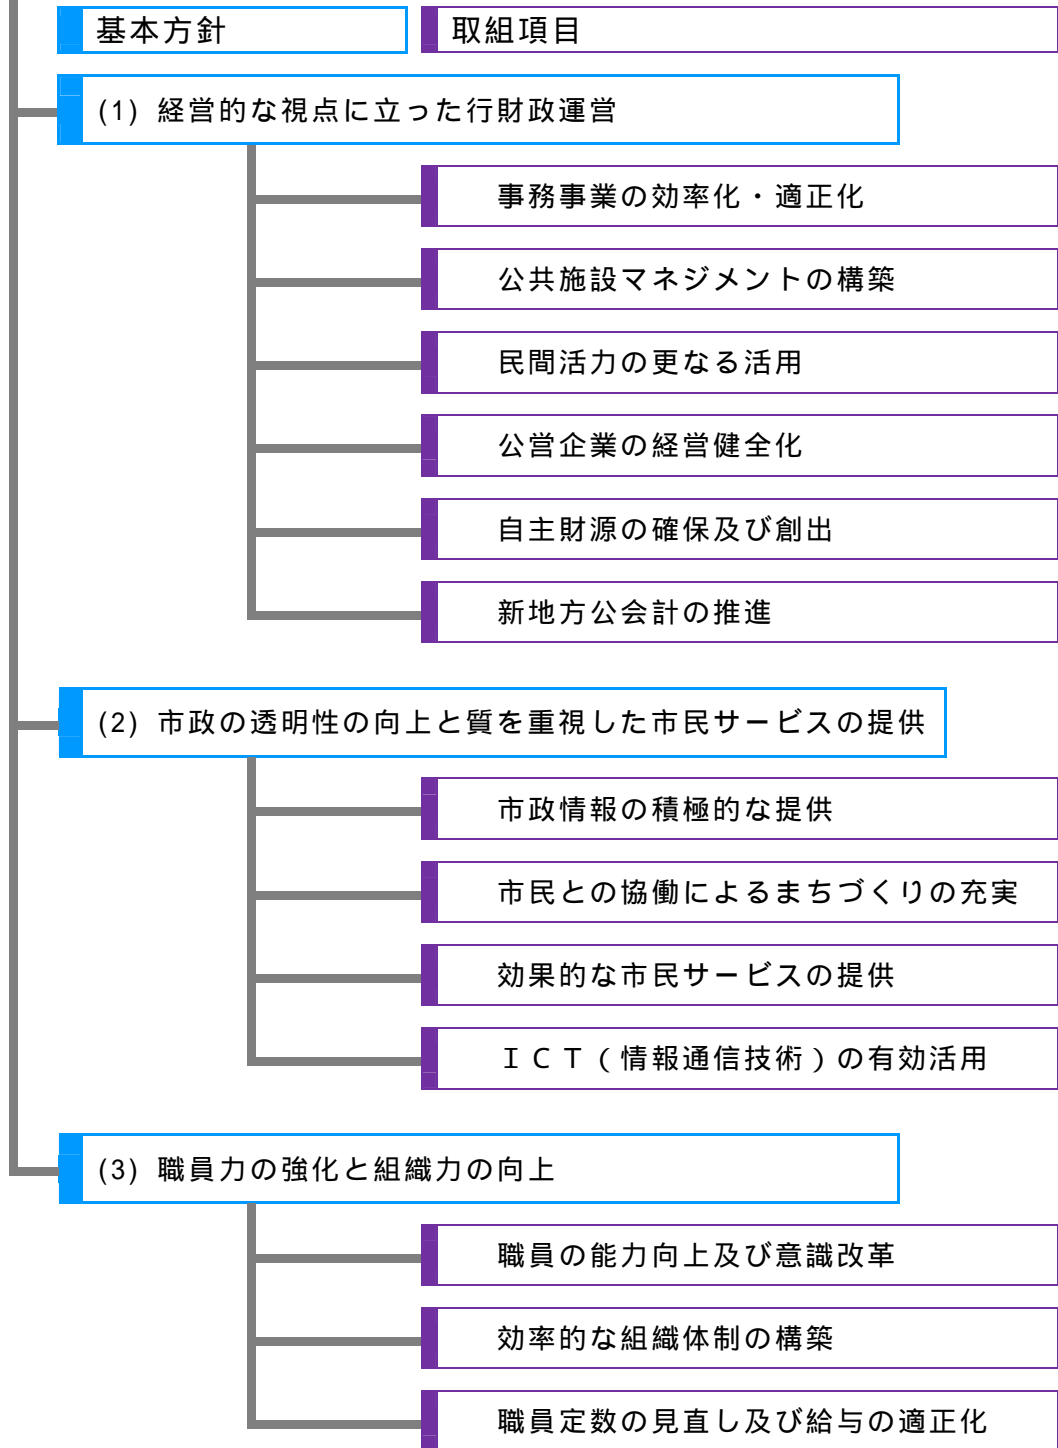 基本方針
取組項目
(1) 経営的な視点に立った行財政運営
事務事業の効率化・適正化
公共施設マネジメントの構築
民間活力の更なる活用
公営企業の経営健全化
自主財源の確保及び創出
新地方公会計の推進
(2) 市政の透明性の向上と質を重視した市民サービスの提供
市政情報の積極的な提供
市民との協働によるまちづくりの充実
効果的な市民サービスの提供
ＩＣＴ（情報通信技術）の有効活用
(3) 職員力の強化と組織力の向上
職員の能力向上及び意識改革
効率的な組織体制の構築
職員定数の見直し及び給与の適正化